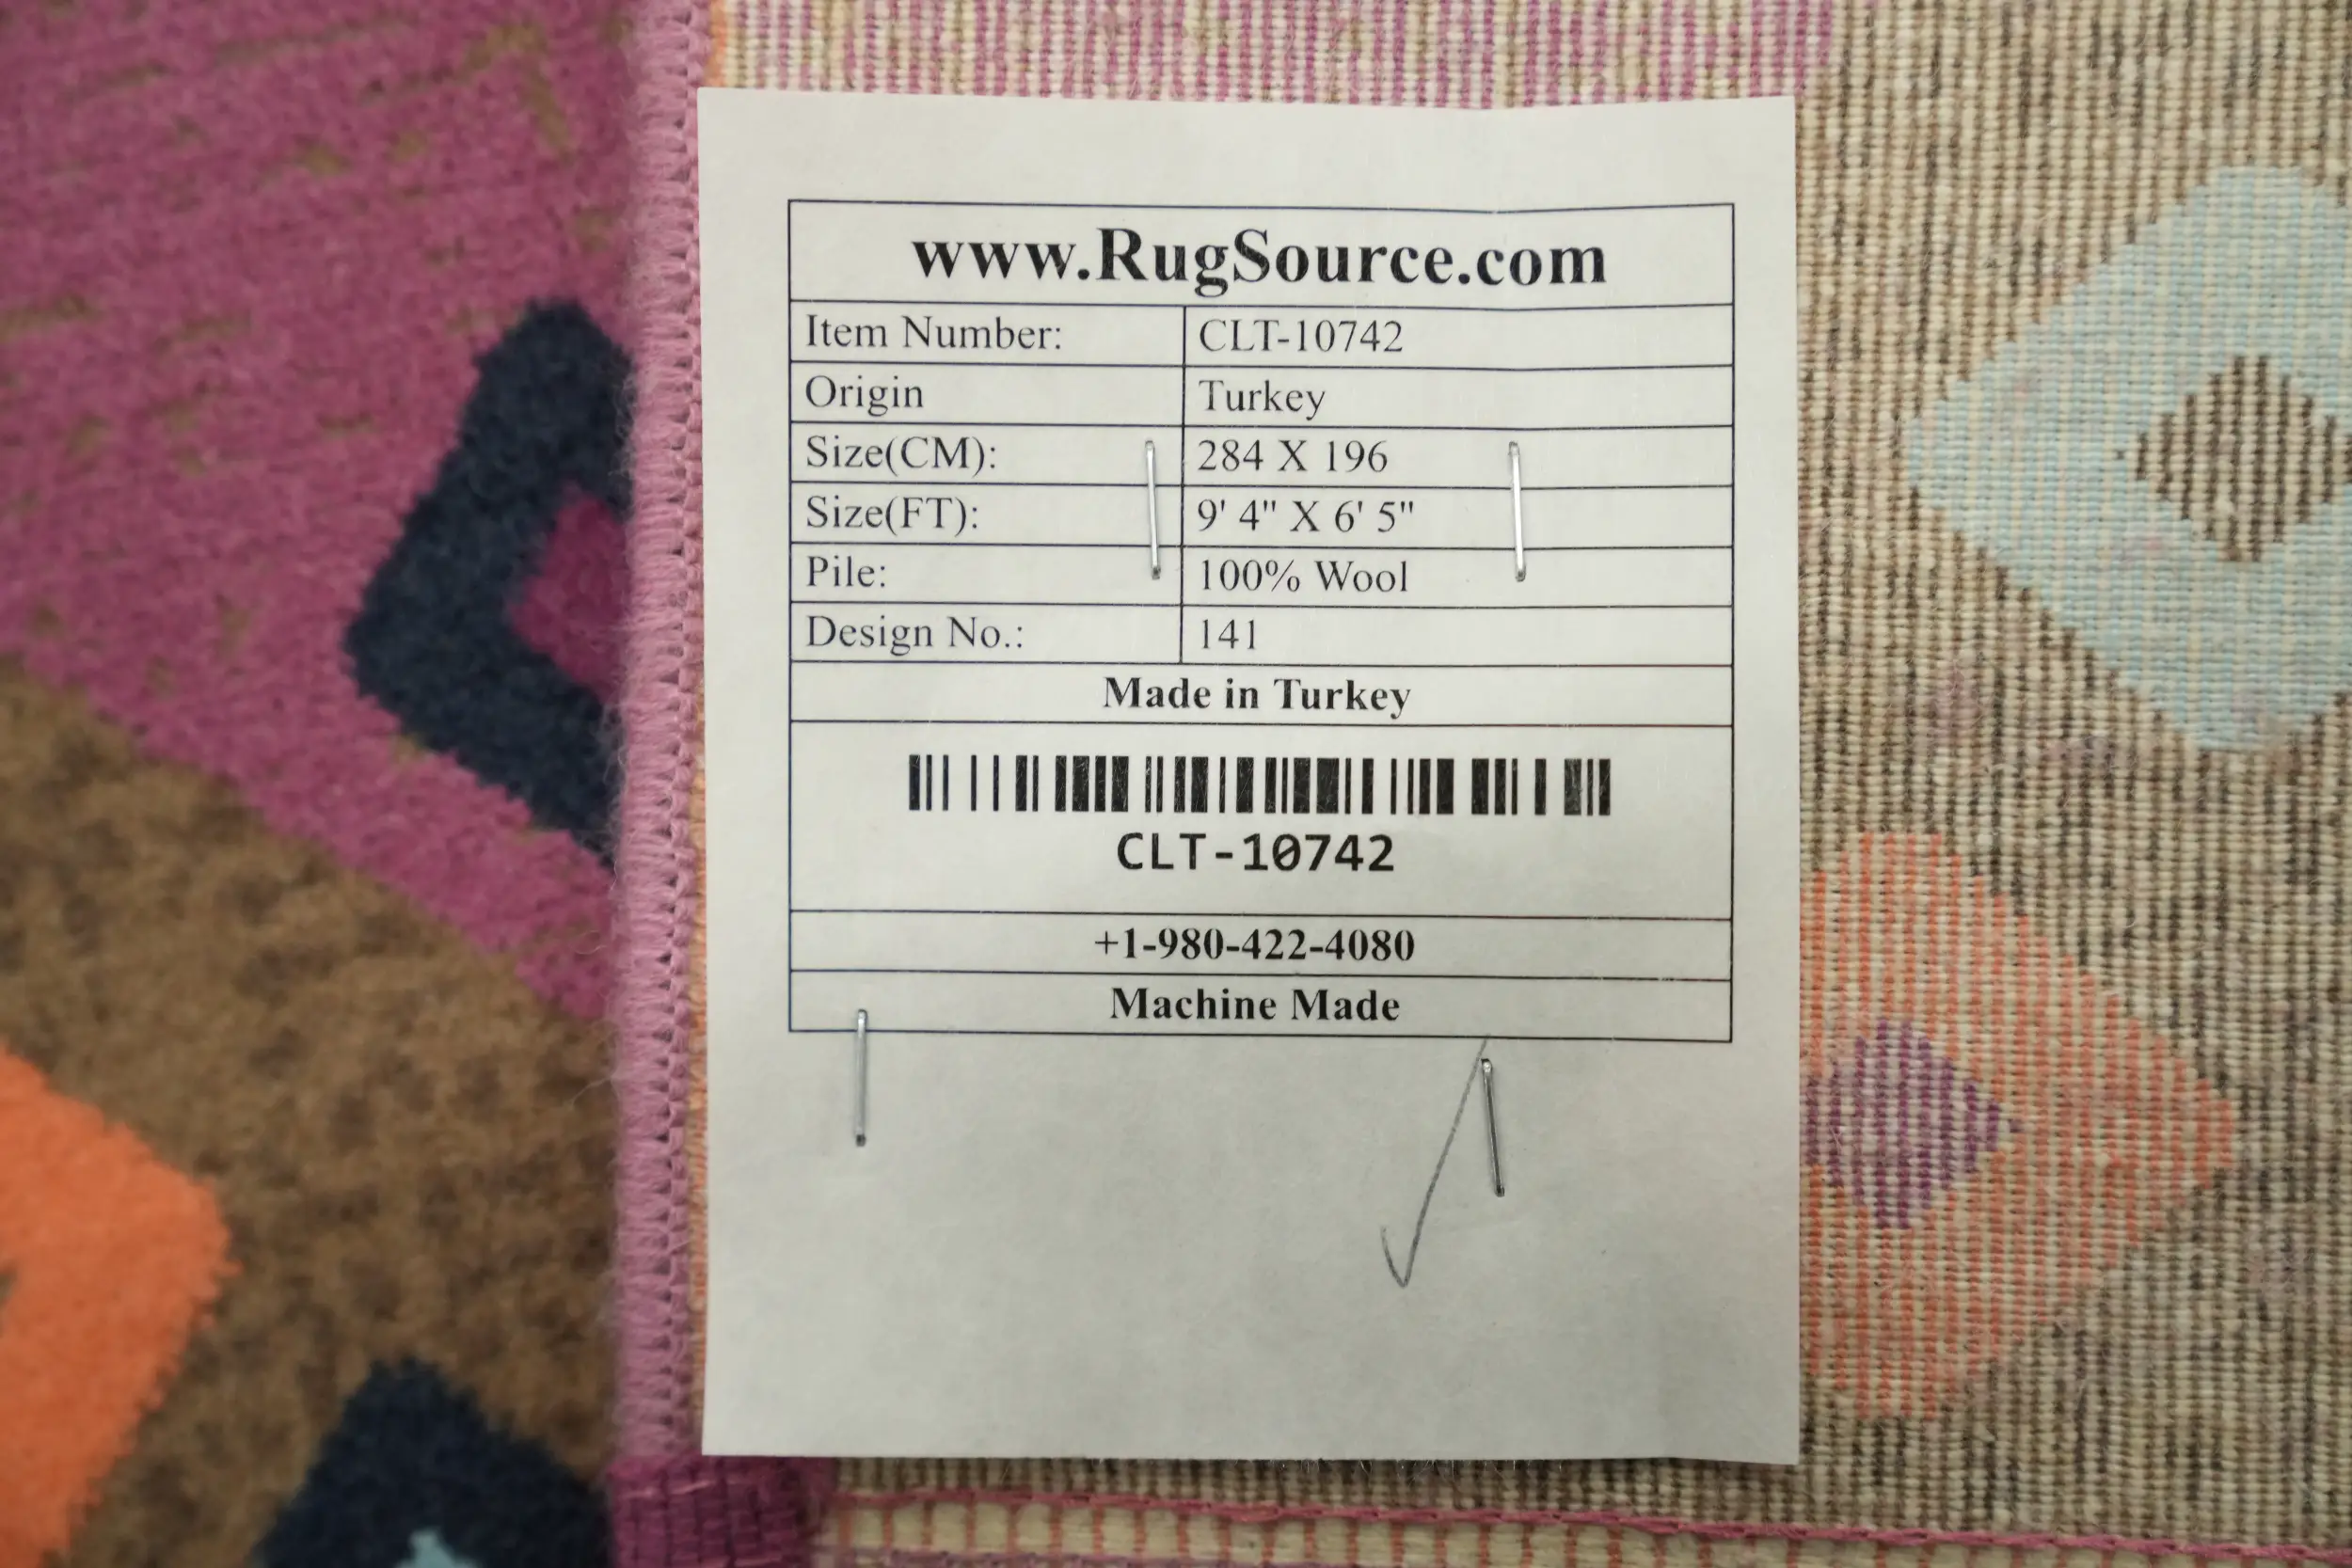 www.RugSource.com
Item Number: CLT-10742
Origin Turkey
Size(CM): 284 X 196
Size(FT): 9' 4" X 6' 5"
Pile: 100% Wool
Design No.: 141
Made in Turkey
CLT-10742
+1-980-422-4080
Machine Made